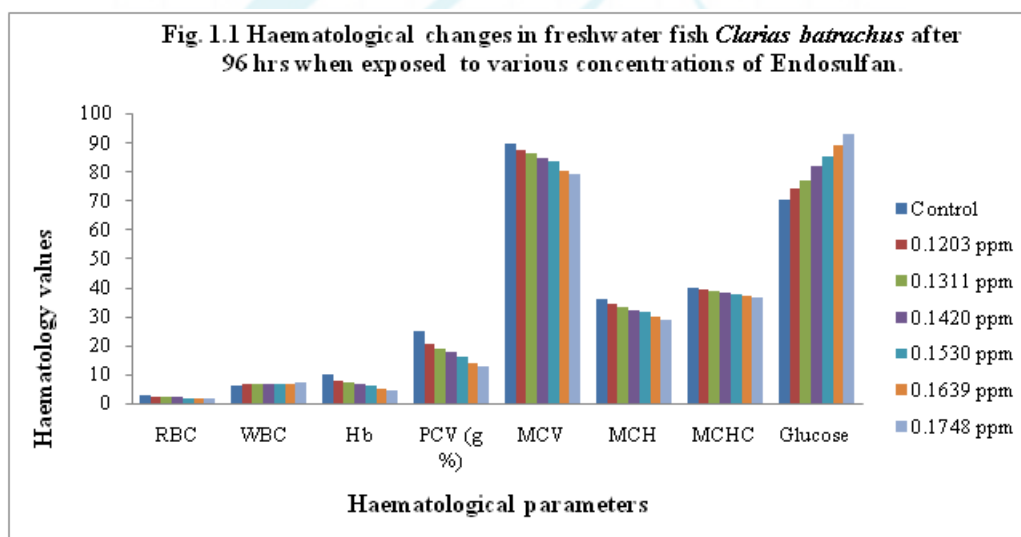 Fig. 1.1 Haematological changes in freshwater fish Clarias batrachus after
96 hrs when exposed to various concentrations of Endosulfan.
Haematology values
100
90
80
70
60
50
40
30
20
10
0
RBC WBC Hb PCV (g %) MCV MCH MCHC Glucose
Haematological parameters
Control
0.1203 ppm
0.1311 ppm
0.1420 ppm
0.1530 ppm
0.1639 ppm
0.1748 ppm